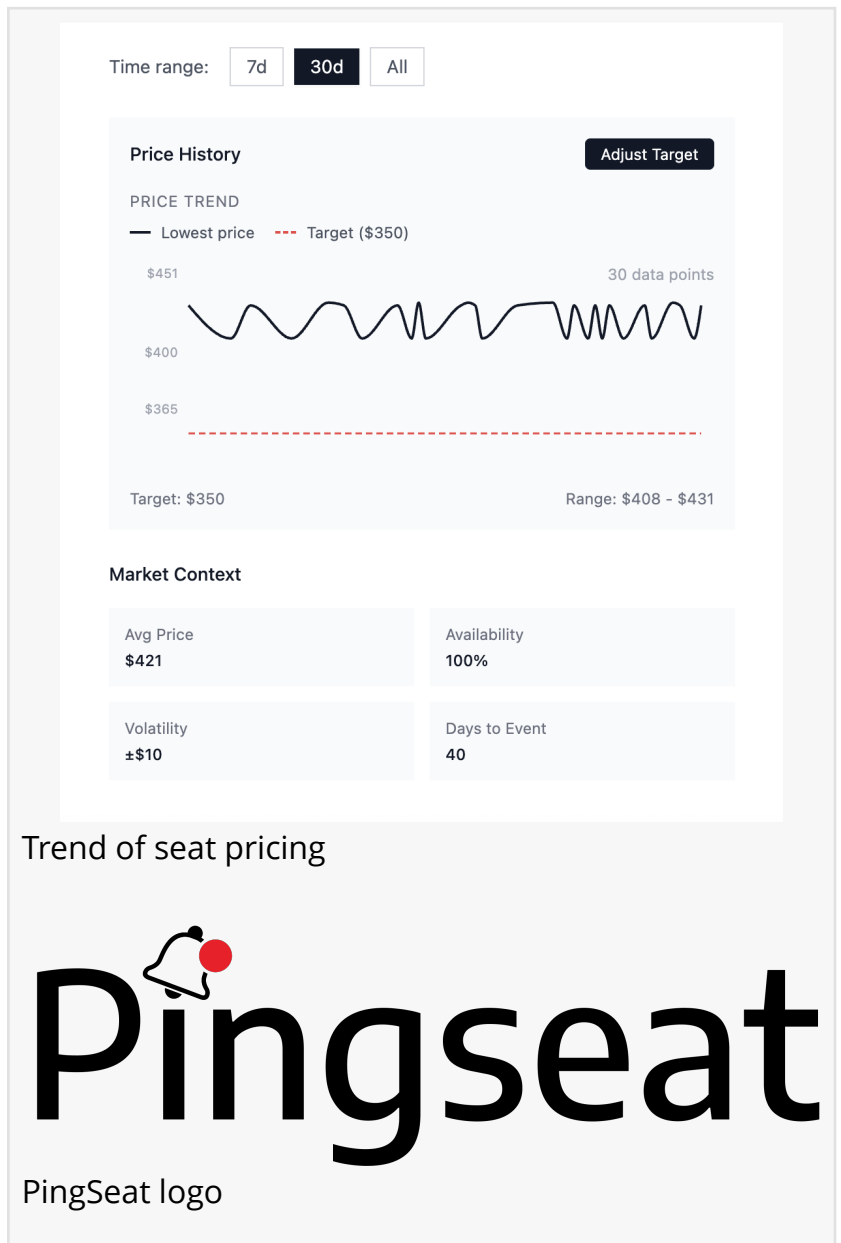 Time range: 7d 30d All
Price History Adjust Target
PRICE TREND
Lowest price Target ($350)
$451 30 data points
$400
$365
Target: $350 Range: $408 - $431
Market Context
Avg Price Availability
$421 100%
Volatility Days to Event
±$10 40
Trend of seat pricing
Pingseat
PingSeat logo